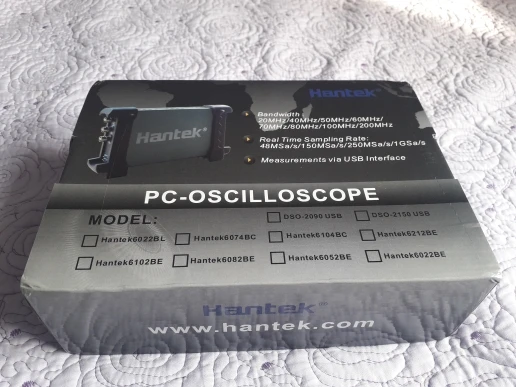 Hantek
Hantek
Bandwidth:
20MHz/40MHz/50MHz/60MHz/
70MHz/80MHz/100MHz/200MHz
Real Time Sampling Rate:
48MSa/s/150MSa/s/250MSa/s/1GSa/s
Measurements via USB Interface
PC-OSCILLOSCOPE
MODEL:
DSO-2090 USB DSO-2150 USB
Hantek6022BL Hantek6074BC Hantek6104BC Hantek6212BE
Hantek6102BE Hantek6082BE Hantek6052BE Hantek6022BE
Hantek
www.hantek.com